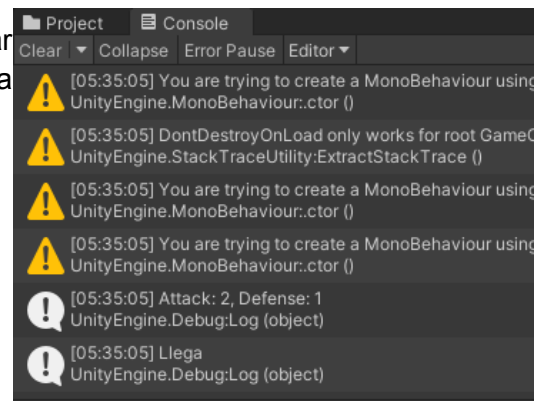 Project Console
Clear Collapse Error Pause Editor
[05:35:05] You are trying to create a MonoBehaviour using
UnityEngine.MonoBehaviour:.ctor ()
[05:35:05] DontDestroyOnLoad only works for root
UnityEngine.StackTraceUtility:ExtractStackTrace ()
[05:35:05] You are trying to create a MonoBehaviour using
UnityEngine.MonoBehaviour:.ctor ()
[05:35:05] You are trying to create a MonoBehaviour using
UnityEngine.MonoBehaviour:.ctor ()
[05:35:05] Attack: 2, Defense: 1
UnityEngine.Debug:Log (object)
[05:35:05] Llega
UnityEngine.Debug:Log (object)